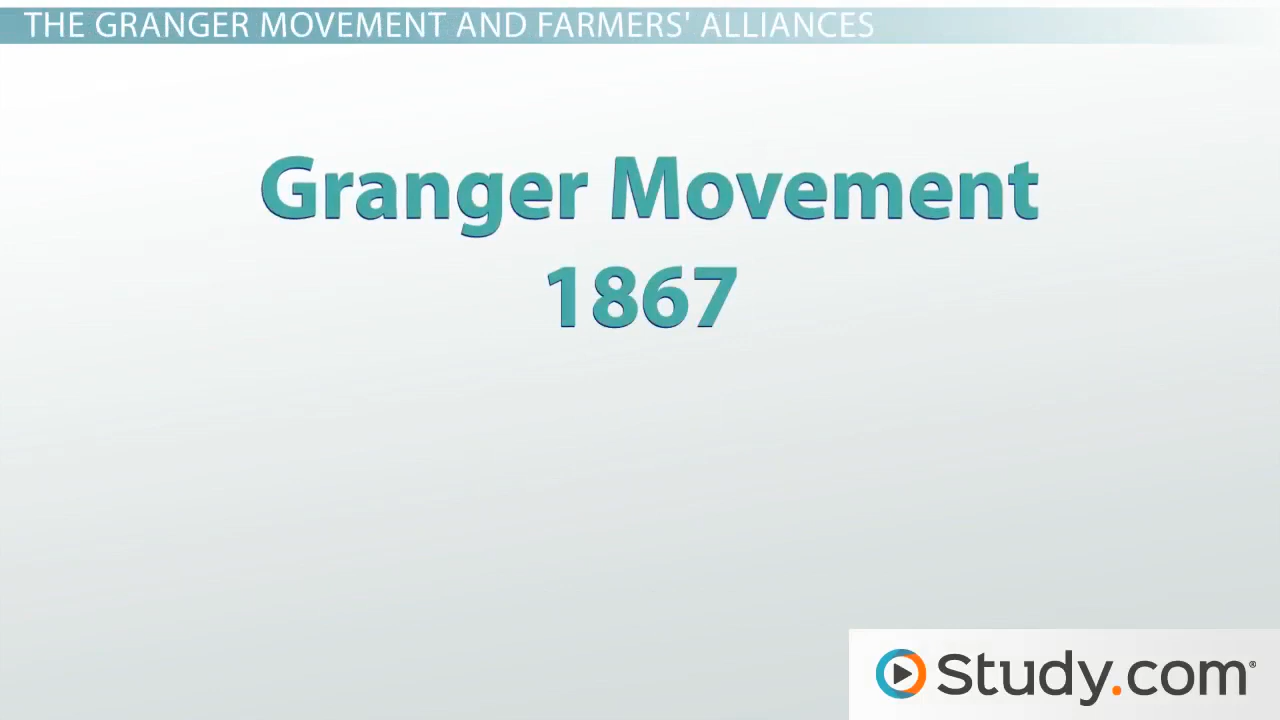 THE GRANGER MOVEMENT AND FARMERS' ALLIANCES
Granger Movement
1867
Study.com®